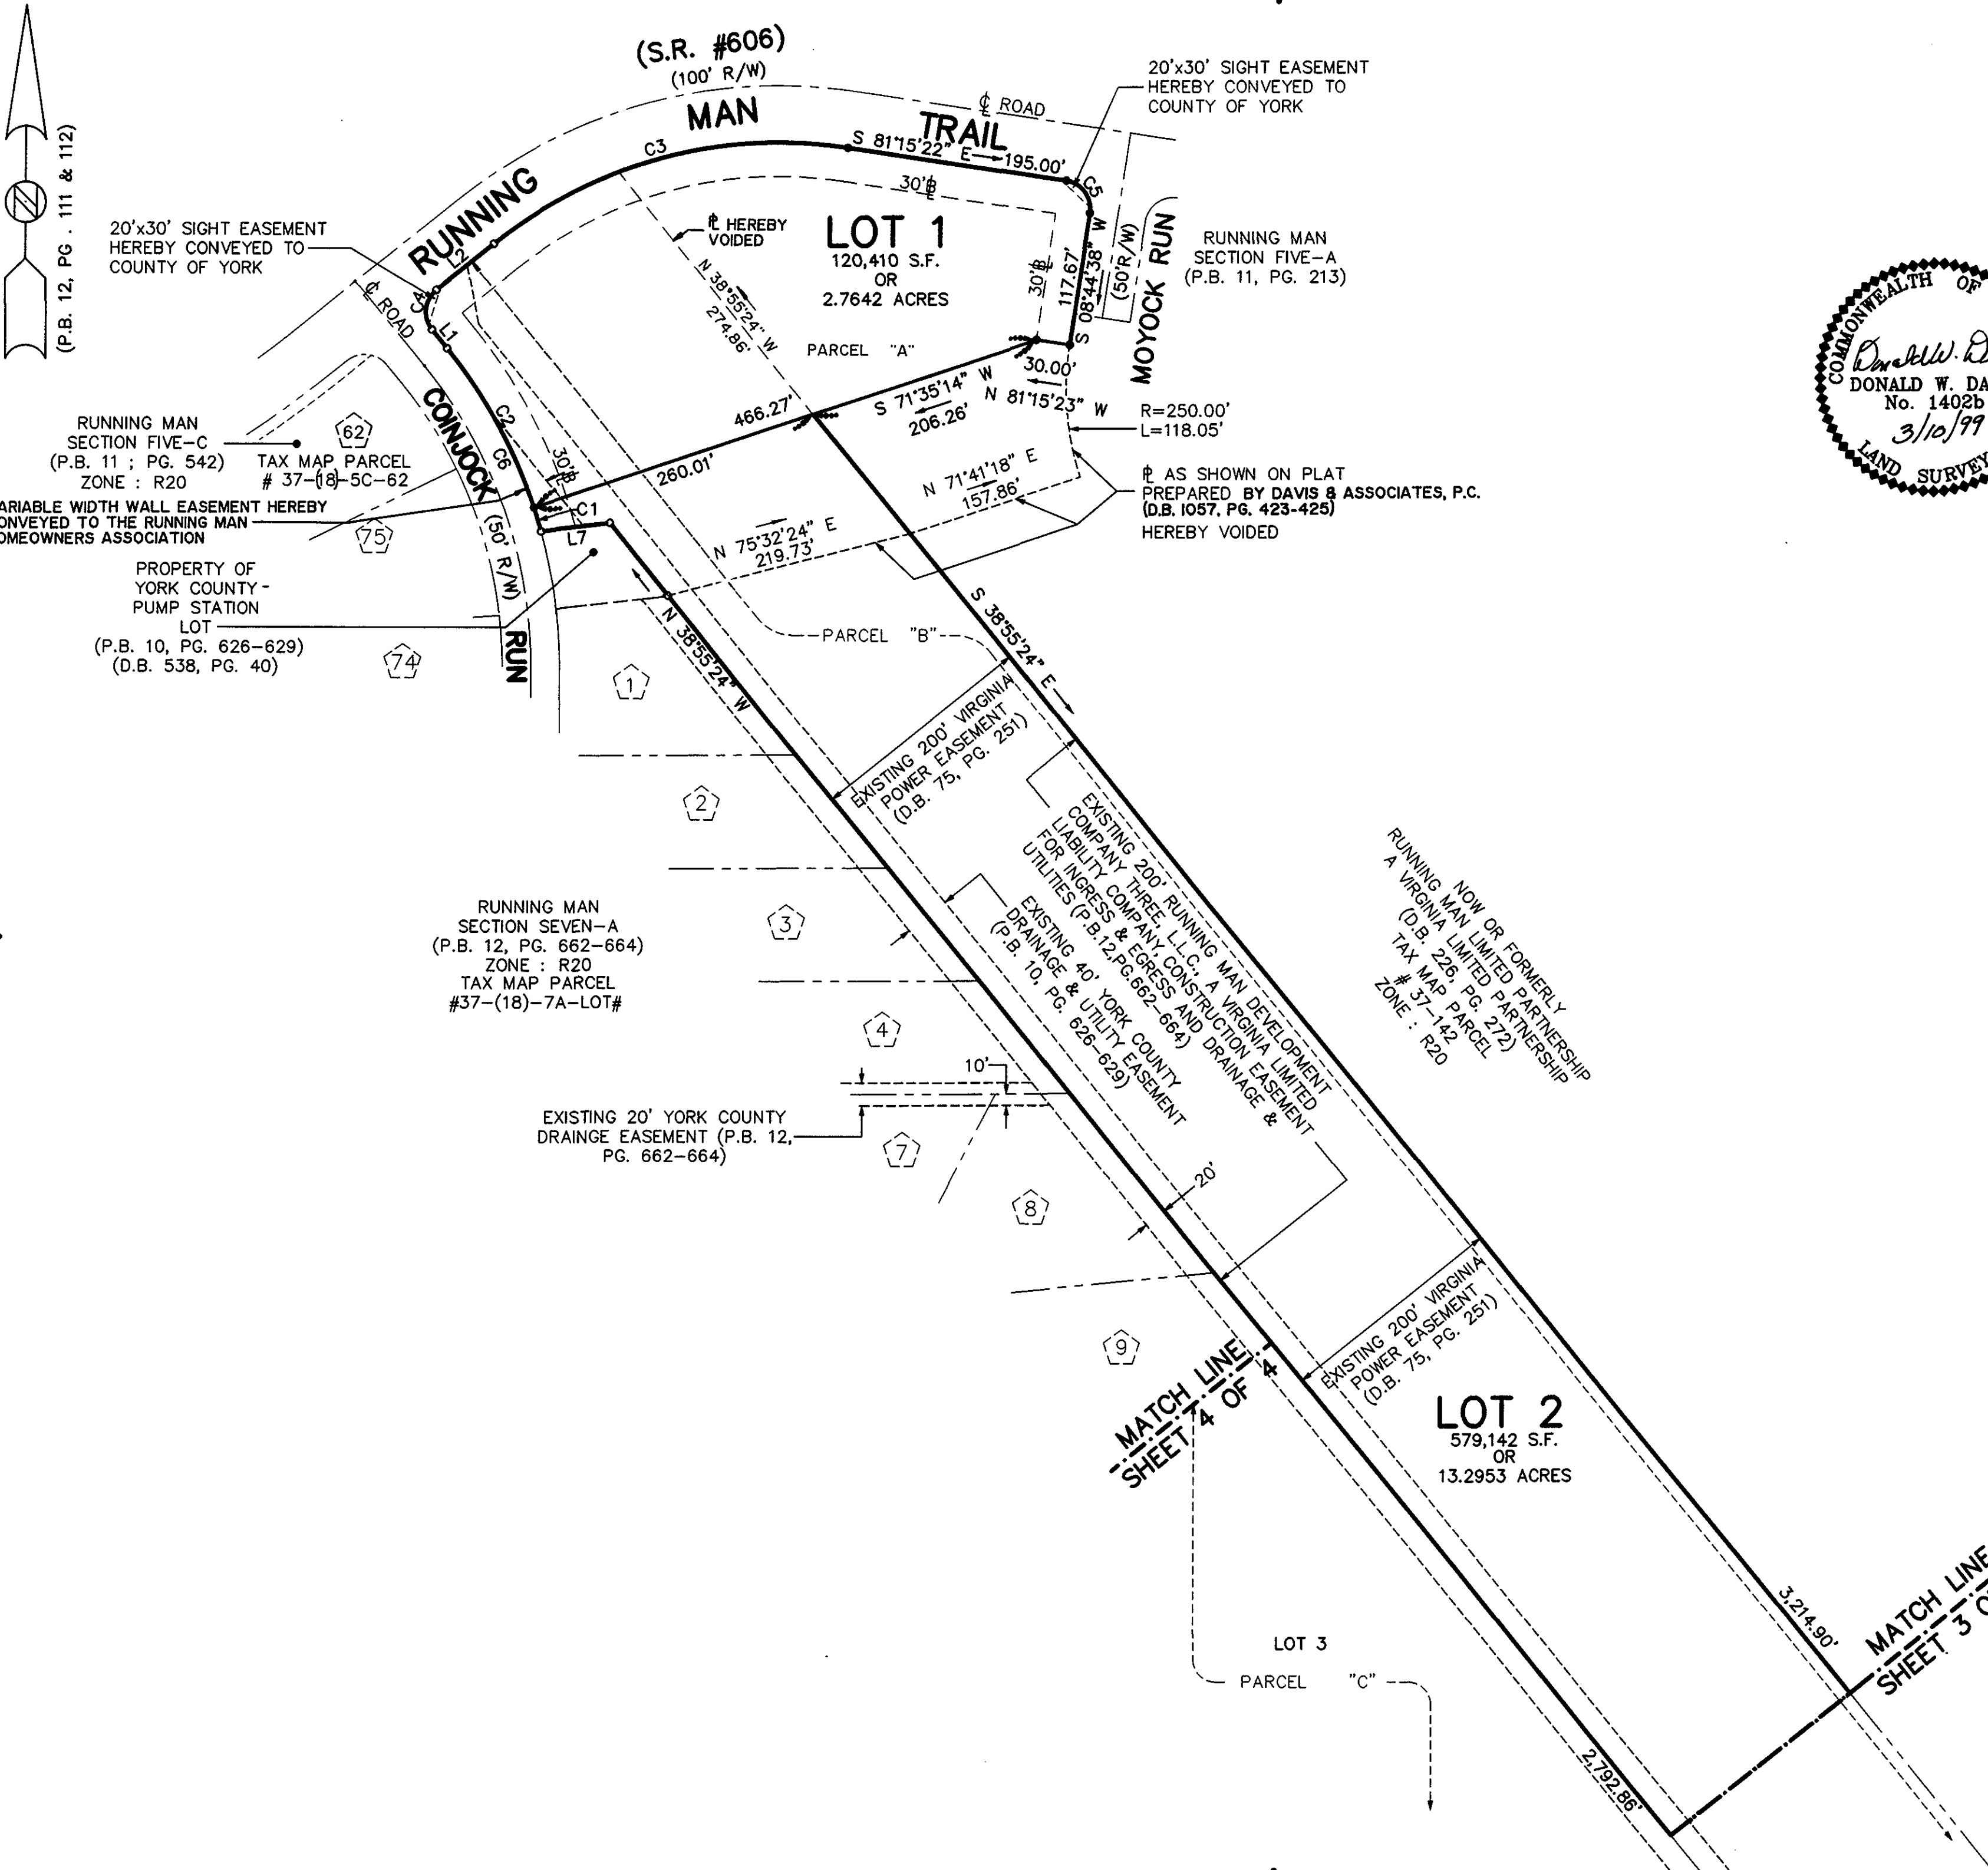 (S.R. #606)
(100' R/W)
RUNNING MAN TRAIL
℄ ROAD
20'x30' SIGHT EASEMENT
HEREBY CONVEYED TO
COUNTY OF YORK
(P.B. 12, PG . 111 & 112)
N
20'x30' SIGHT EASEMENT
HEREBY CONVEYED TO
COUNTY OF YORK
C3
S 81°15'22" E
195.00'
C5
30'
LOT 1
120,410 S.F.
OR
2.7642 ACRES
PARCEL "A"
HEREBY
VOIDED
N 38°55'24" W
274.86'
30'
117.67'
S 08°44'38" W
(50'R/W)
MOYOCK RUN
RUNNING MAN
SECTION FIVE-A
(P.B. 11, PG. 213)
COMMONWEALTH OF
DONALD W. DA
No. 1402b
3/10/99
LAND SURVEY
L2
C4
L1
℄ ROAD
C2
C6
30'
COINJOCK RUN
(50' R/W)
466.27'
260.01'
S 71°35'14" W
206.26'
30.00'
N 81°15'23" W
R=250.00'
L=118.05'
N 71°41'18" E
157.86'
N 75°32'24" E
219.73'
AS SHOWN ON PLAT
PREPARED BY DAVIS & ASSOCIATES, P.C.
(D.B. 1057, PG. 423-425)
HEREBY VOIDED
RUNNING MAN
SECTION FIVE-C
(P.B. 11 ; PG. 542)
ZONE : R20
62
TAX MAP PARCEL
# 37-(18)-5C-62
ARIABLE WIDTH WALL EASEMENT HEREBY
ONVEYED TO THE RUNNING MAN
OMEOWNERS ASSOCIATION
75
C1
L7
PROPERTY OF
YORK COUNTY-
PUMP STATION
LOT
(P.B. 10, PG. 626-629)
(D.B. 538, PG. 40)
74
N 38°55'24" W
PARCEL "B"
S 38°55'24" E
1
2
3
4
7
8
9
EXISTING 200' VIRGINIA
POWER EASEMENT
(D.B. 75, PG. 251)
EXISTING 200' RUNNING MAN DEVELOPMENT
COMPANY THREE, L.L.C., A VIRGINIA LIMITED
LIABILITY COMPANY, CONSTRUCTION EASEMENT
FOR INGRESS & EGRESS AND DRAINAGE &
UTILITIES (P.B.12,PG.662-664)
EXISTING 40' YORK COUNTY
DRAINAGE & UTILITY EASEMENT
(P.B. 10, PG. 626-629)
NOW OR FORMERLY
RUNNING MAN LIMITED PARTNERSHIP
A VIRGINIA LIMITED PARTNERSHIP
(D.B. 226, PG. 272)
TAX MAP PARCEL
# 37-142
ZONE : R20
RUNNING MAN
SECTION SEVEN-A
(P.B. 12, PG. 662-664)
ZONE : R20
TAX MAP PARCEL
#37-(18)-7A-LOT#
10'
EXISTING 20' YORK COUNTY
DRAINGE EASEMENT (P.B. 12,
PG. 662-664)
20'
EXISTING 200' VIRGINIA
POWER EASEMENT
(D.B. 75, PG. 251)
MATCH LINE
SHEET 4 OF 4
LOT 2
579,142 S.F.
OR
13.2953 ACRES
LOT 3
PARCEL "C"
3,214.90'
2,792.86'
MATCH LINE
SHEET 3 O